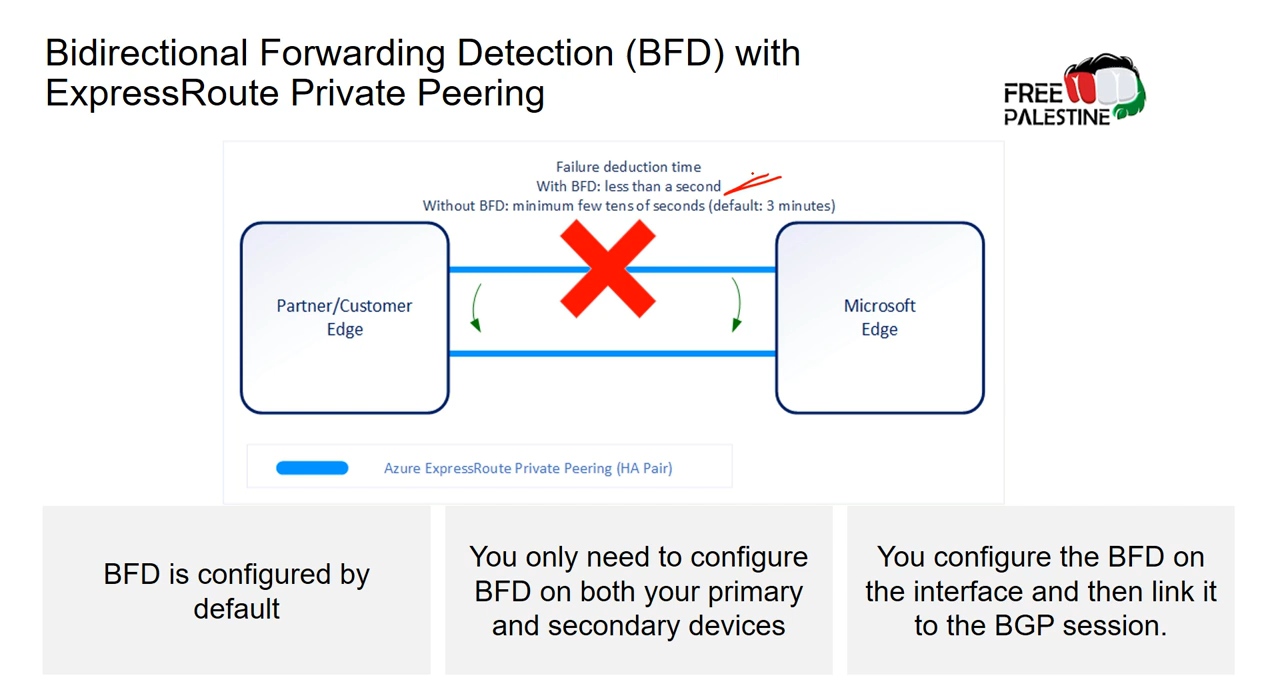 Bidirectional Forwarding Detection (BFD) with
ExpressRoute Private Peering
FREE
PALESTINE
Failure deduction time
With BFD: less than a second
Without BFD: minimum few tens of seconds (default: 3 minutes)
Partner/Customer
Edge
Microsoft
Edge
Azure ExpressRoute Private Peering (HA Pair)
BFD is configured by
default
You only need to configure
BFD on both your primary
and secondary devices
You configure the BFD on
the interface and then link it
to the BGP session.